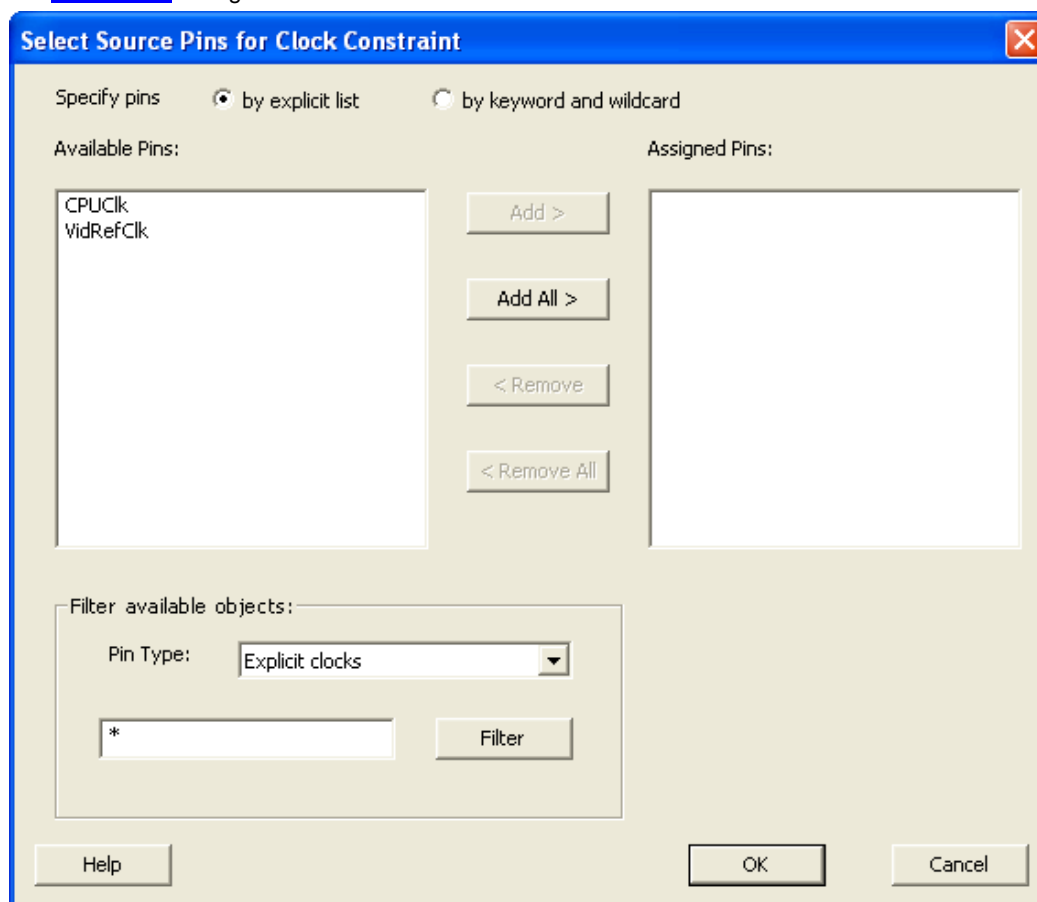 Select Source Pins for Clock Constraint
Specify pins by explicit list by keyword and wildcard
Available Pins: Assigned Pins:
CPUClk
VidRefClk
Add >
Add All >
< Remove
< Remove All
Filter available objects:
Pin Type: Explicit clocks
* Filter
Help OK Cancel